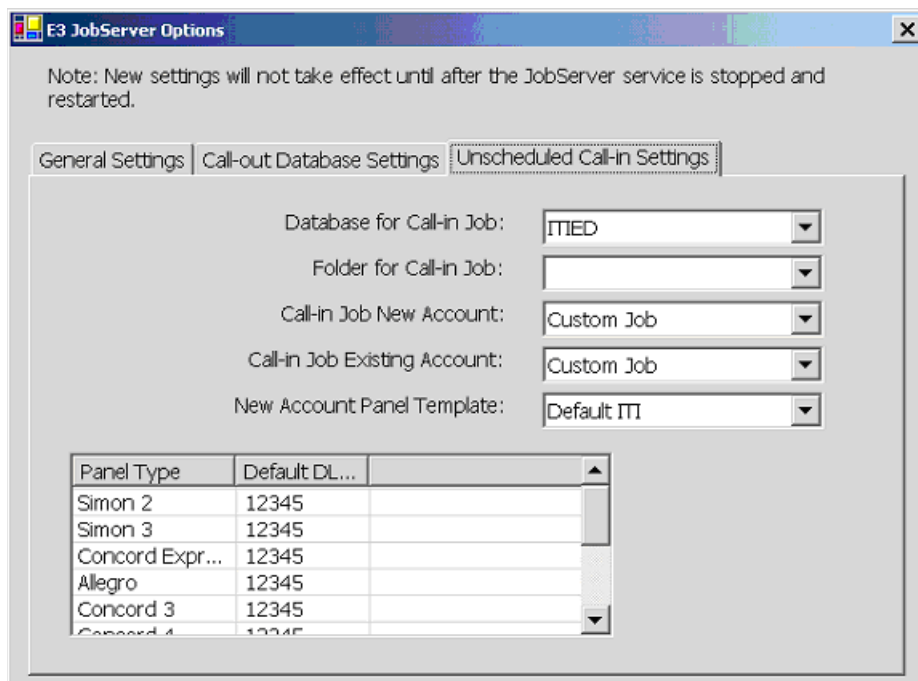 E3 JobServer Options
Note: New settings will not take effect until after the JobServer service is stopped and
restarted.
General Settings Call-out Database Settings Unscheduled Call-in Settings
Database for Call-in Job: ITIED
Folder for Call-in Job:
Call-in Job New Account: Custom Job
Call-in Job Existing Account: Custom Job
New Account Panel Template: Default ITI
Panel Type Default DL...
Simon 2 12345
Simon 3 12345
Concord Expr... 12345
Allegro 12345
Concord 3 12345
Concord 4 12345